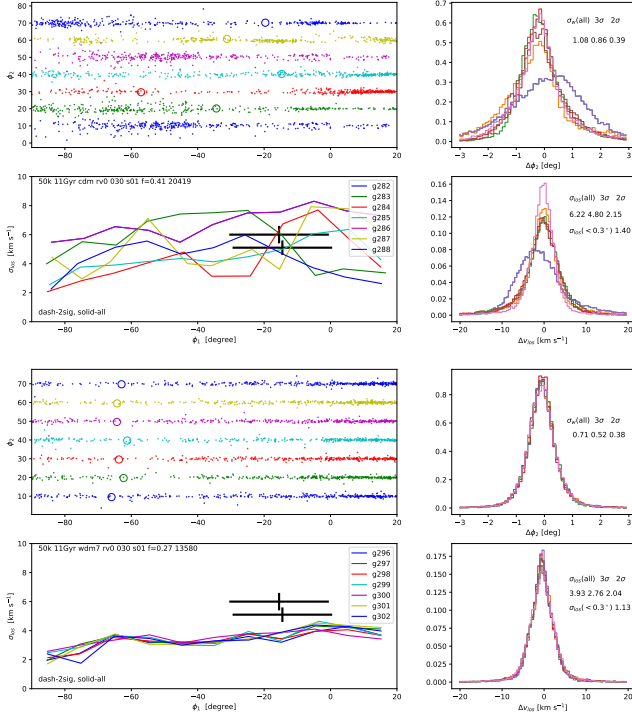 80
70
60
50
40
30
20
10
0
ϕ₂
−80 −60 −40 −20 0 20
0.7
0.6
0.5
0.4
0.3
0.2
0.1
0.0
σw(all) 3σ 2σ
1.08 0.86 0.39
−3 −2 −1 0 1 2 3
Δϕ₂ [deg]
50k 11Gyr cdm rv0 030 s01 f=0.41 20419
10
8
6
4
2
0
σlos [km s⁻¹]
g282
g283
g284
g285
g286
g287
g288
dash-2sig, solid-all
−80 −60 −40 −20 0 20
ϕ₁ [degree]
0.16
0.14
0.12
0.10
0.08
0.06
0.04
0.02
0.00
σlos(all) 3σ 2σ
6.22 4.80 2.15
σlos(<0.3°) 1.40
−20 −10 0 10 20
Δvlos [km s⁻¹]
80
70
60
50
40
30
20
10
0
ϕ₂
−80 −60 −40 −20 0 20
0.8
0.6
0.4
0.2
0.0
σw(all) 3σ 2σ
0.71 0.52 0.38
−3 −2 −1 0 1 2 3
Δϕ₂ [deg]
50k 11Gyr wdm7 rv0 030 s01 f=0.27 13580
10
8
6
4
2
0
σlos [km s⁻¹]
g296
g297
g298
g299
g300
g301
g302
dash-2sig, solid-all
−80 −60 −40 −20 0 20
ϕ₁ [degree]
0.175
0.150
0.125
0.100
0.075
0.050
0.025
0.000
σlos(all) 3σ 2σ
3.93 2.76 2.04
σlos(<0.3°) 1.13
−20 −10 0 10 20
Δvlos [km s⁻¹]